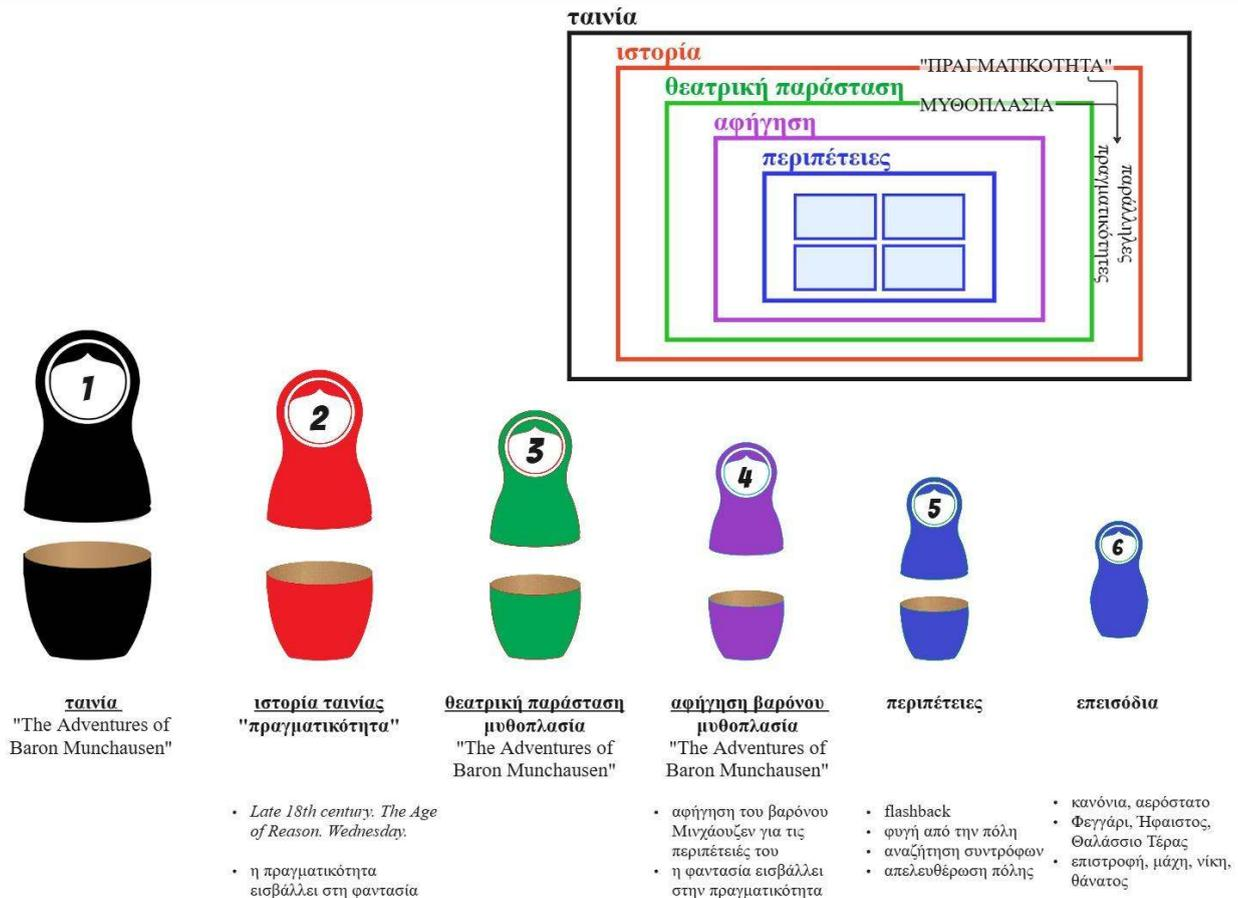 ταινία
ιστορία
"ΠΡΑΓΜΑΤΙΚΟΤΗΤΑ"
θεατρική παράσταση
ΜΥΘΟΠΛΑΣΙΑ
αφήγηση
περιπέτειες
παράλληλες
πραγματικότητες
1
2
3
4
5
6
ταινία
"The Adventures of
Baron Munchausen"
ιστορία ταινίας
"πραγματικότητα"
• Late 18th century. The Age
of Reason. Wednesday.
• η πραγματικότητα
εισβάλλει στη φαντασία
θεατρική παράσταση
μυθοπλασία
"The Adventures of
Baron Munchausen"
αφήγηση βαρόνου
μυθοπλασία
"The Adventures of
Baron Munchausen"
• αφήγηση του βαρόνου
Μινχάουζεν για τις
περιπέτειές του
• η φαντασία εισβάλλει
στην πραγματικότητα
περιπέτειες
• flashback
• φυγή από την πόλη
• αναζήτηση συντρόφων
• απελευθέρωση πόλης
επεισόδια
• κανόνια, αερόστατο
• Φεγγάρι, Ήφαιστος,
Θαλάσσιο Τέρας
• επιστροφή, μάχη, νίκη,
θάνατος